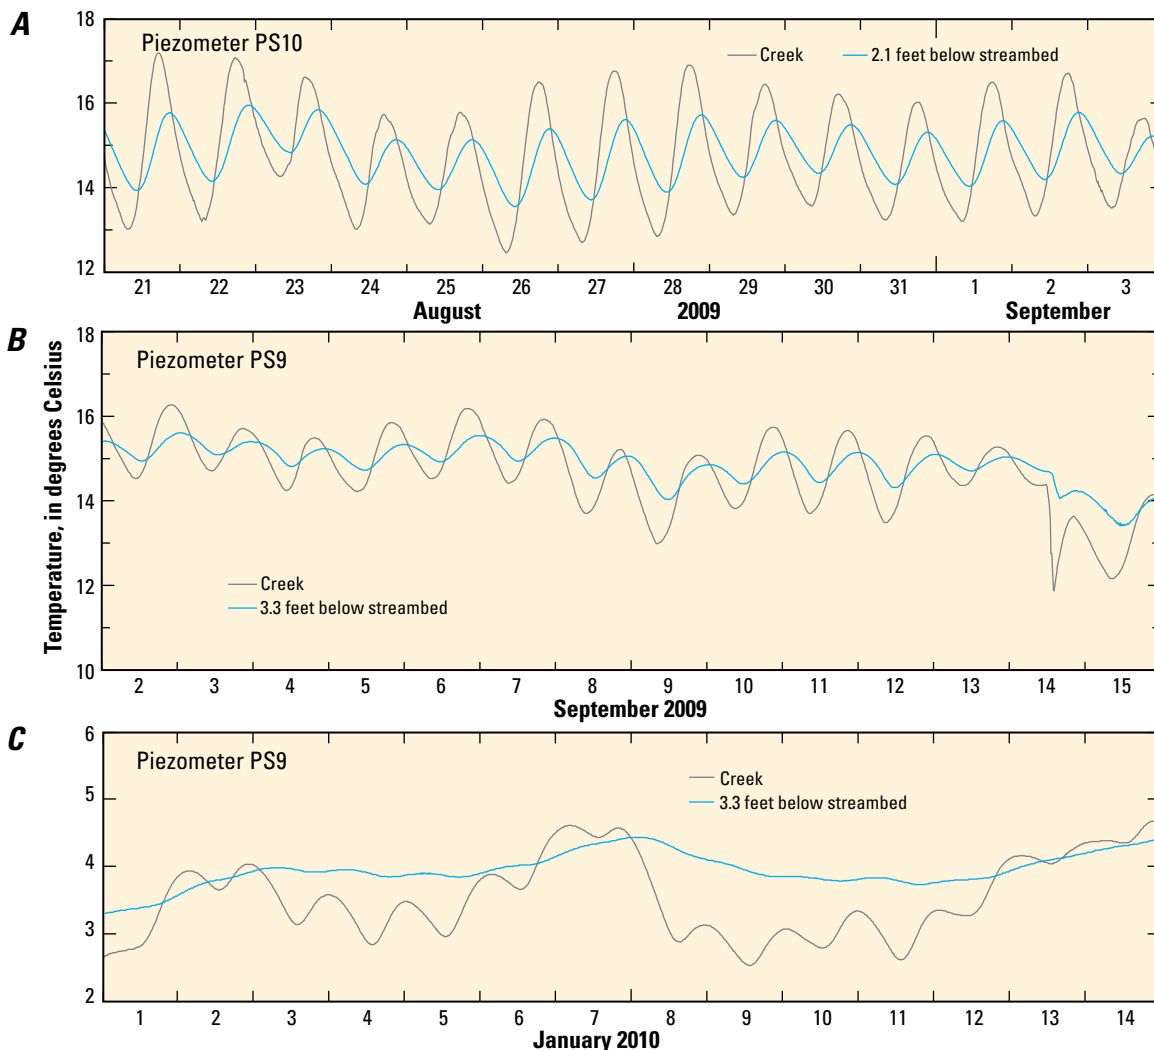 A
Piezometer PS10
Creek
2.1 feet below streambed
18
16
14
12
21 22 23 24 25 26 27 28 29 30 31 1 2 3
August 2009 September
B
Temperature, in degrees Celsius
Piezometer PS9
18
16
14
12
10
Creek
3.3 feet below streambed
2 3 4 5 6 7 8 9 10 11 12 13 14 15
September 2009
C
Piezometer PS9
Creek
3.3 feet below streambed
6
5
4
3
2
1 2 3 4 5 6 7 8 9 10 11 12 13 14
January 2010